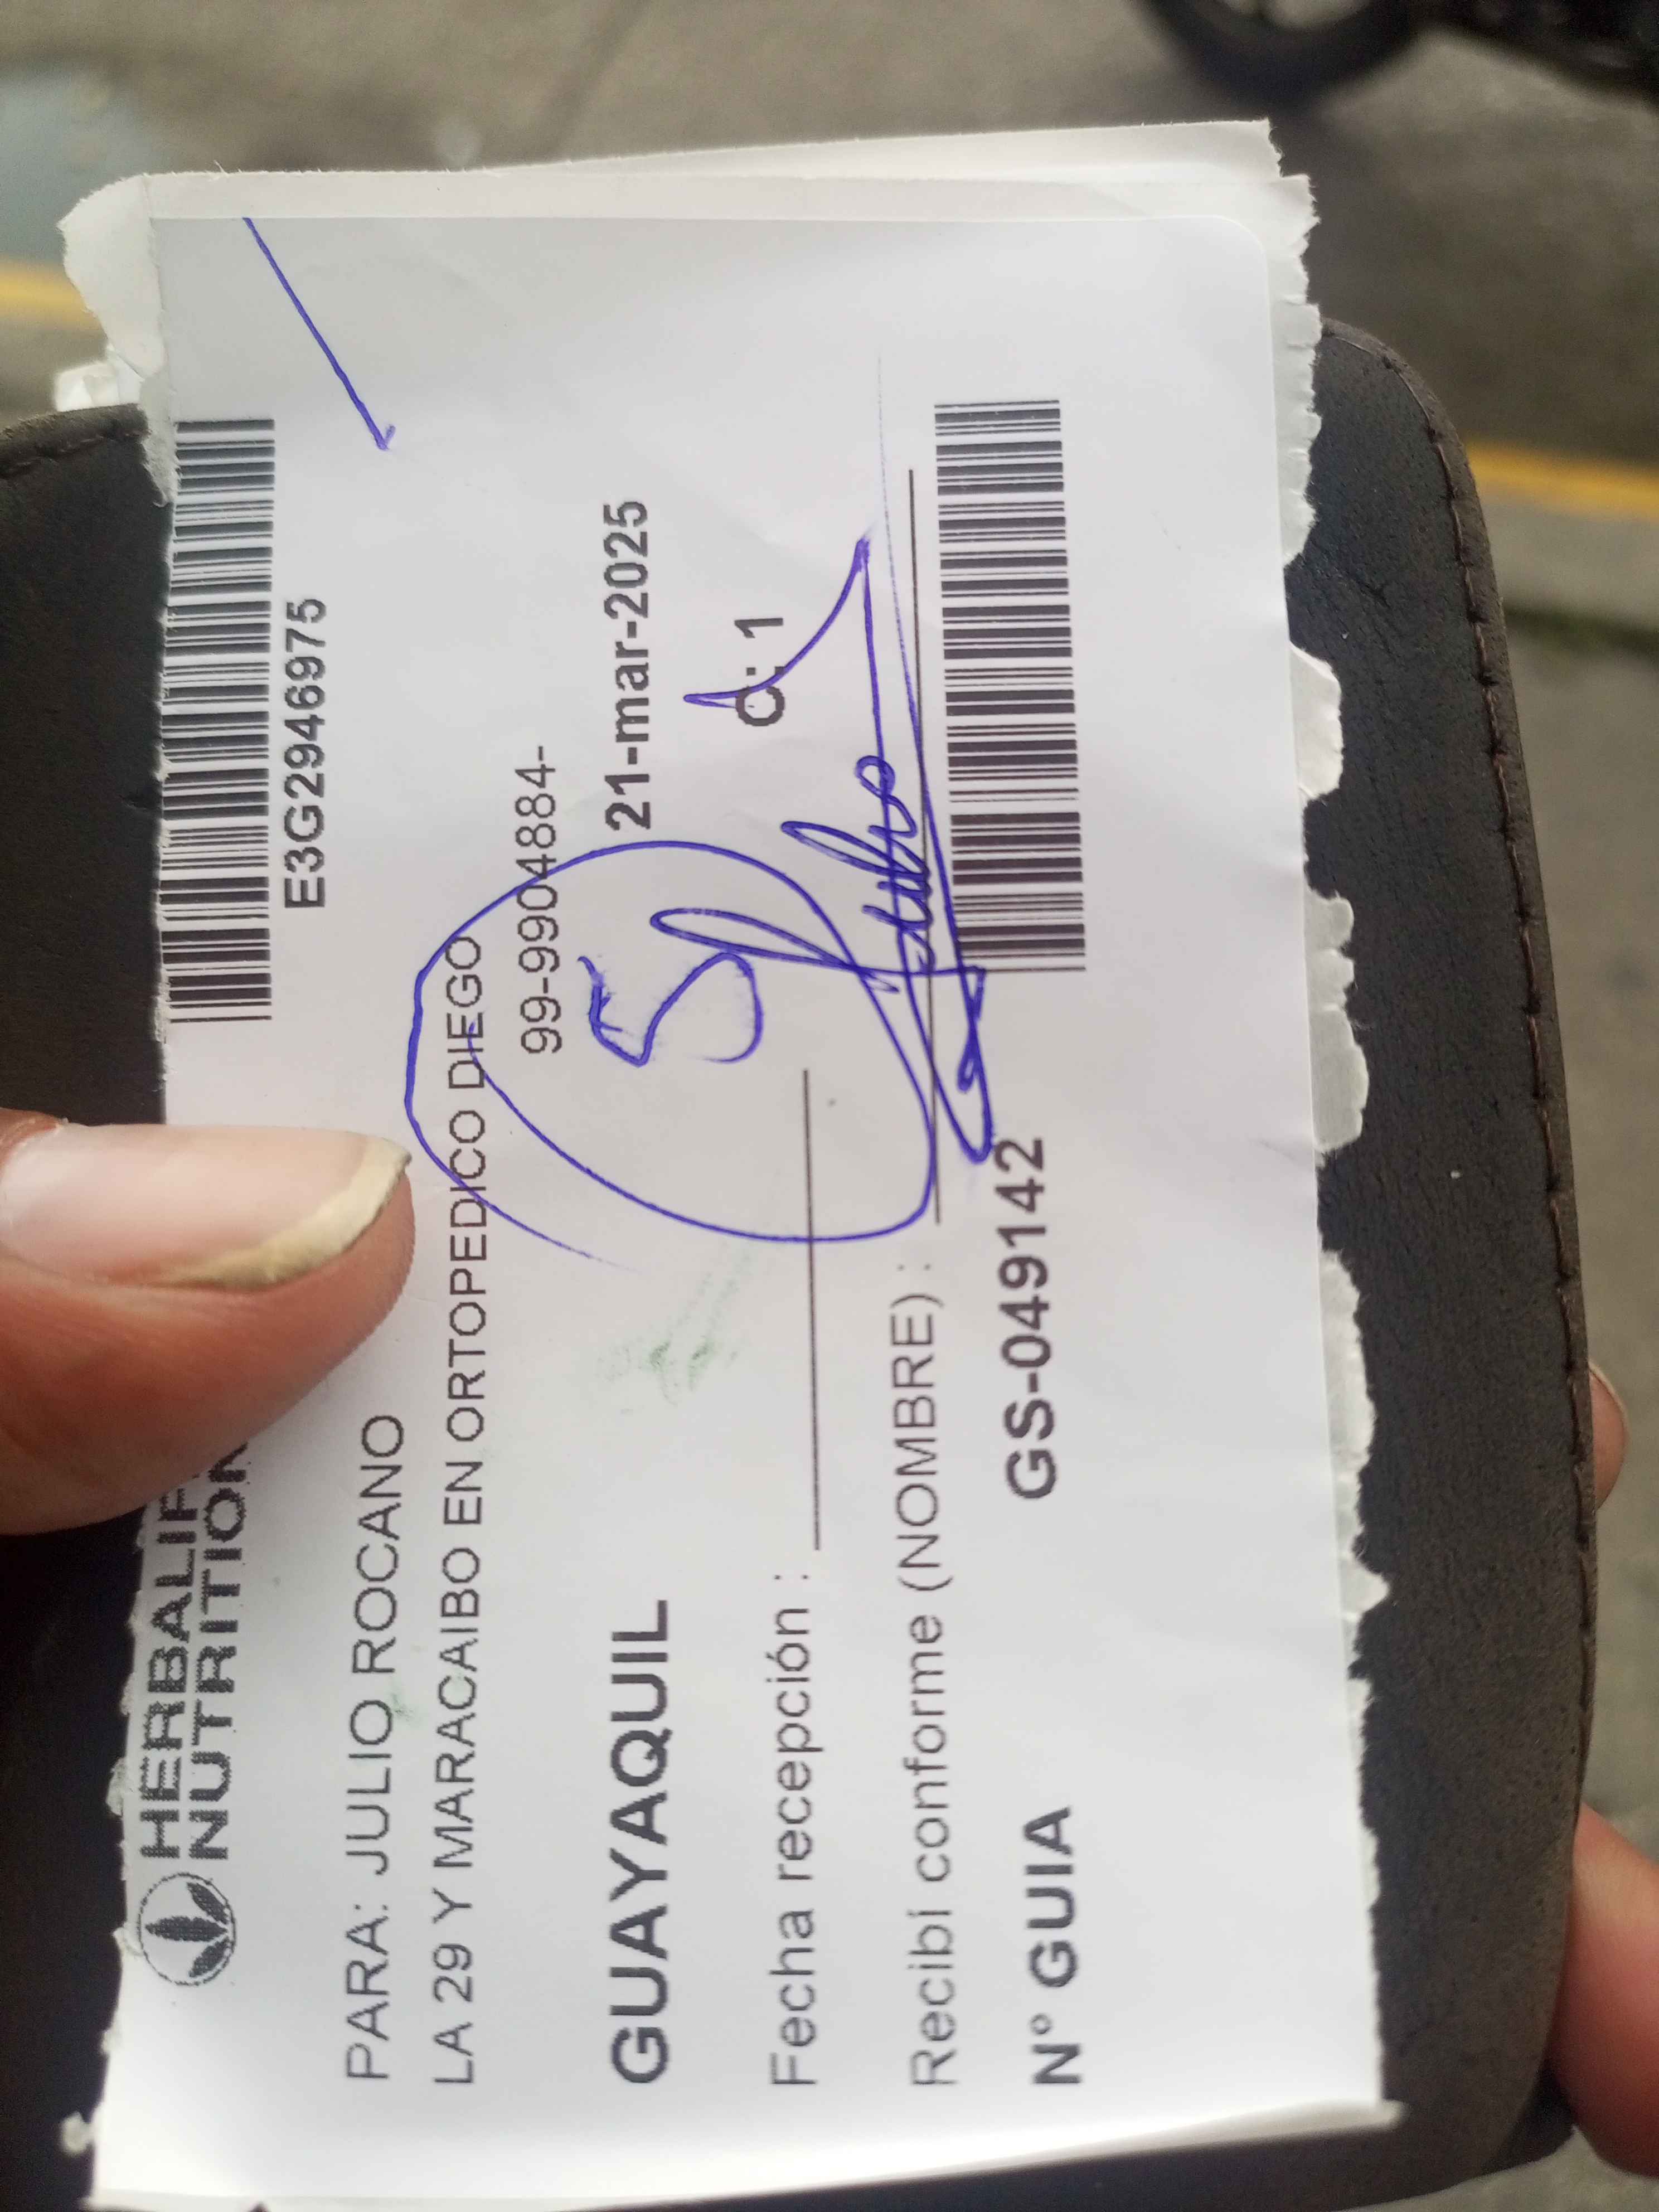 HERBALIF
NUTRITION
E3G2946975
PARA: JULIO ROCANO
LA 29 Y MARACAIBO EN ORTOPEDICO DIEGO
99-9904884-
GUAYAQUIL 21-mar-2025
Fecha recepción : : 1
Recibí conforme (NOMBRE) :
N° GUIA GS-049142